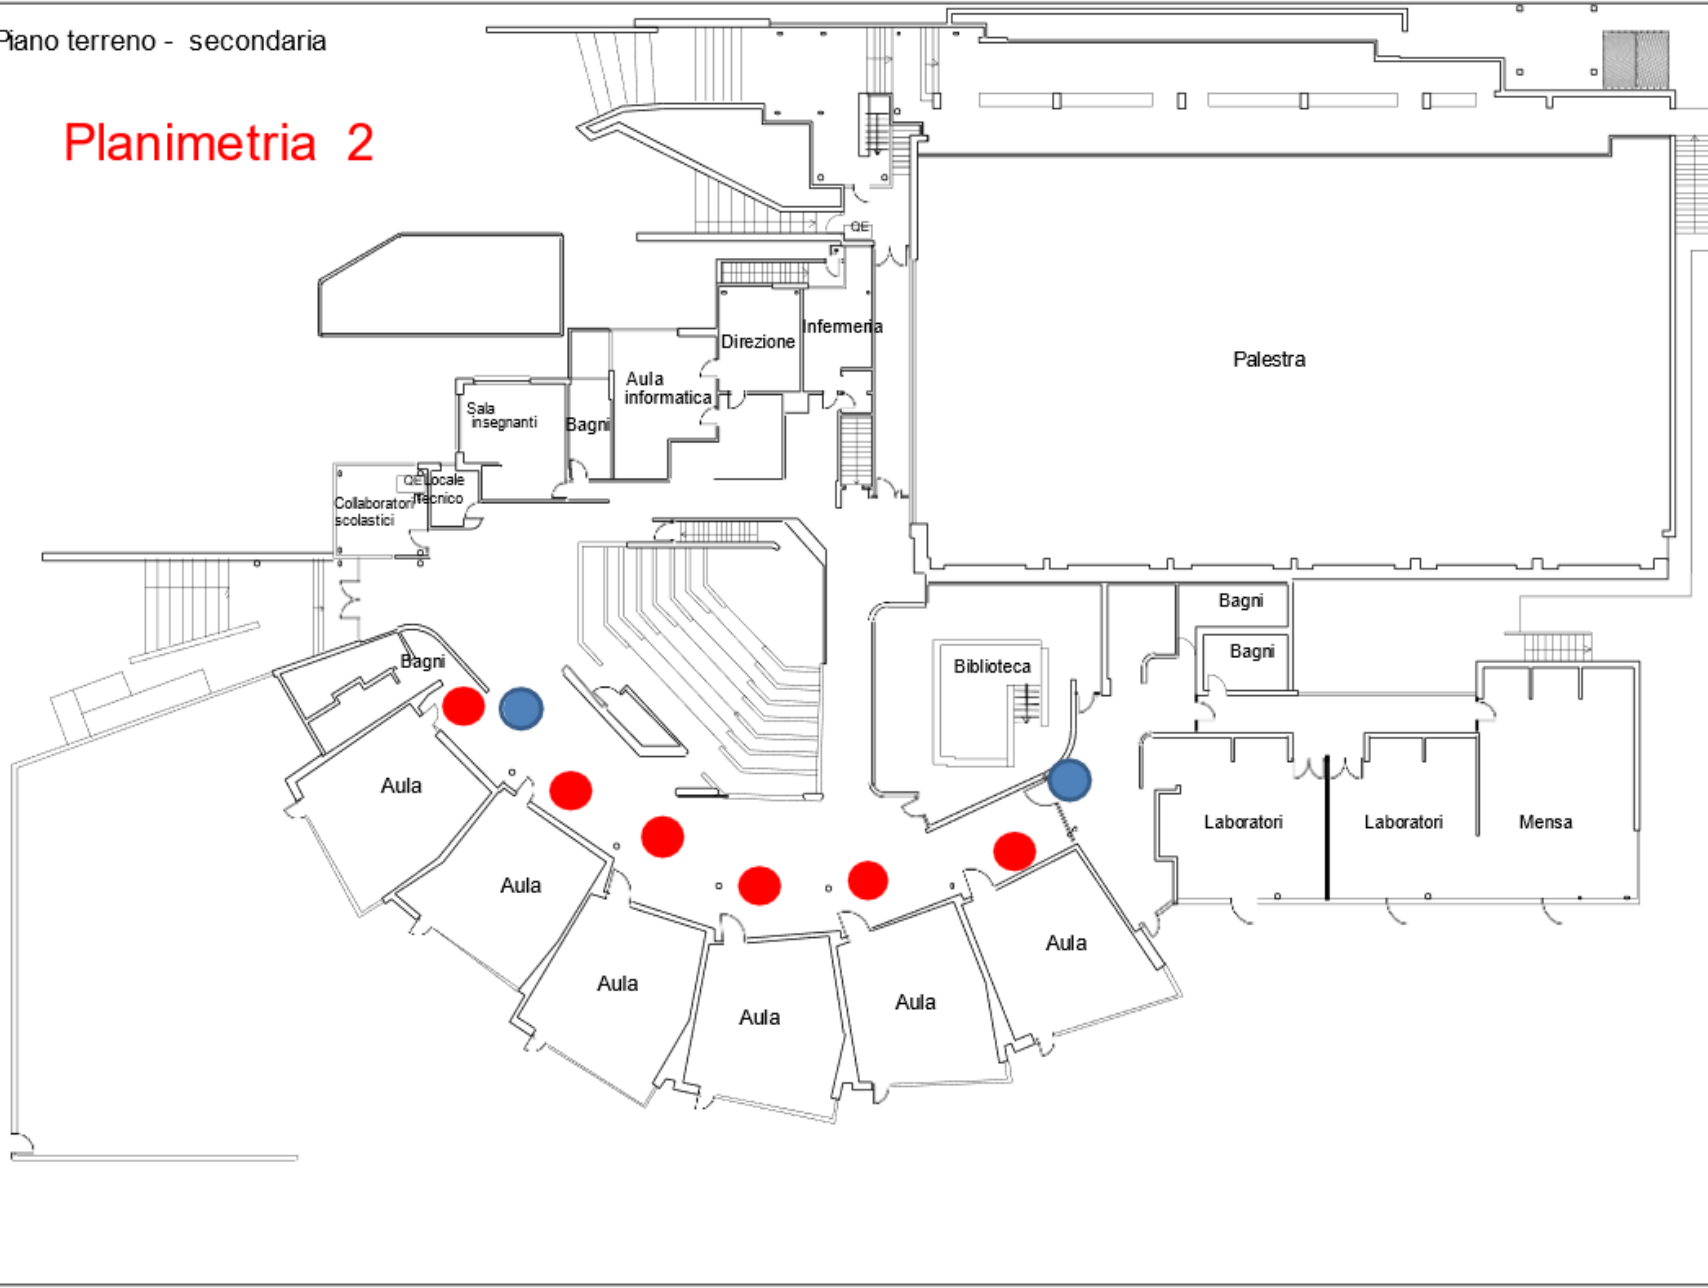 Piano terreno - secondaria
Planimetria 2
QE
Infermeria
Direzione
Palestra
Aula
informatica
Sala
insegnanti
Bagni
QE
Locale
Tecnico
Collaboratori
scolastici
Bagni
Bagni
Bagni
Biblioteca
Aula
Laboratori
Laboratori
Mensa
Aula
Aula
Aula
Aula
Aula